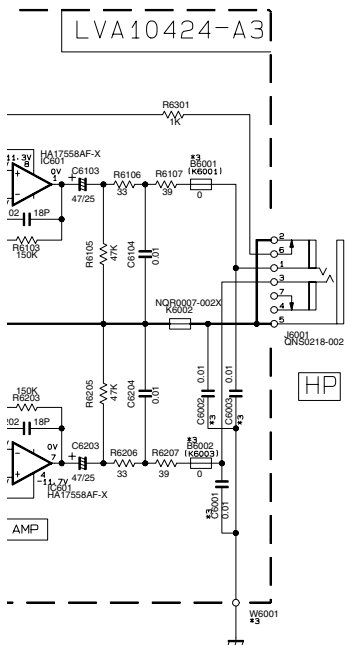 LVA10424-A3
R6301
1K
11.3V
8
HA17558AF-X
IC601
0V
1
C6103
+
47/25
R6106
33
R6107
39
*3
B6001
(K6001)
0
02 18P
R6103
150K
R6105
47K
C6104
0.01
2
6
1
3
7
4
5
J6001
QNS0218-002
NQR0007-002X
K6002
HP
150K
R6203
02 18P
R6205
47K
C6204
0.01
0.01
C6002
*3
0.01
C6003
*3
0V
7
C6203
+
47/25
R6206
33
R6207
39
*3
B6002
(K6003)
0
4
IC601
-11.7V
HA17558AF-X
C6001
*3
0.01
AMP
W6001
*3